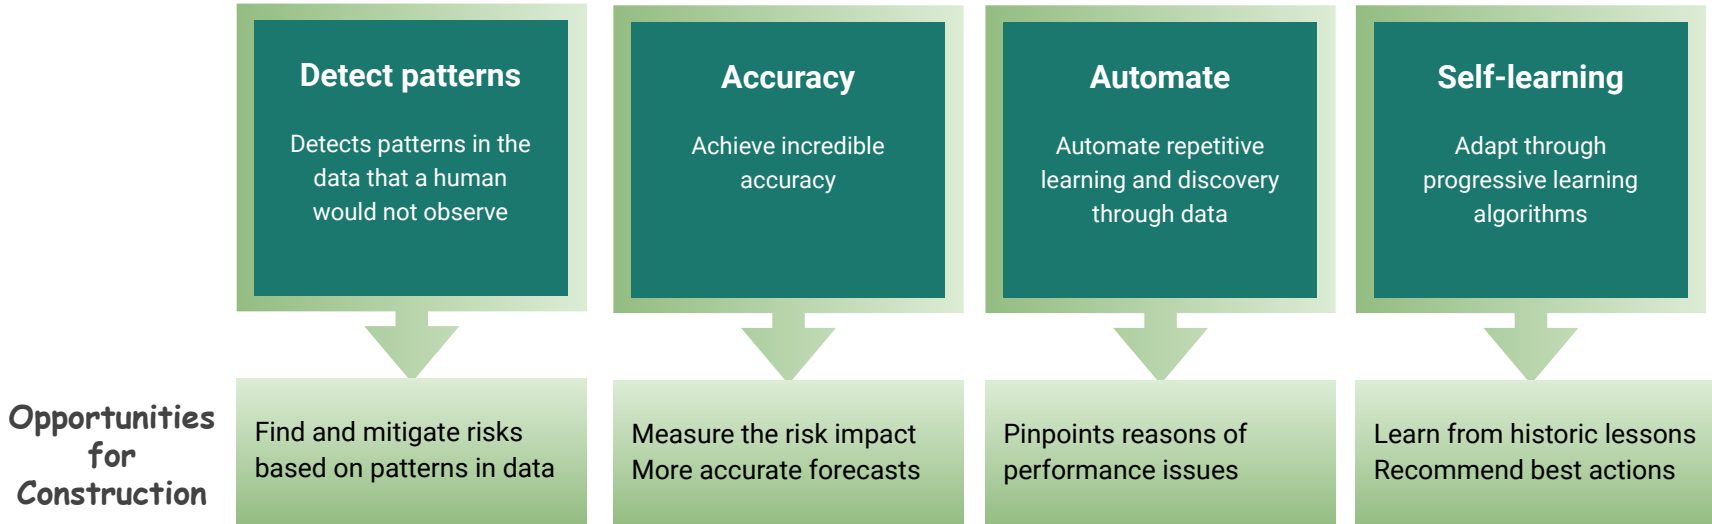 Detect patterns
Detects patterns in the
data that a human
would not observe
Accuracy
Achieve incredible
accuracy
Automate
Automate repetitive
learning and discovery
through data
Self-learning
Adapt through
progressive learning
algorithms
Opportunities
for
Construction
Find and mitigate risks
based on patterns in data
Measure the risk impact
More accurate forecasts
Pinpoints reasons of
performance issues
Learn from historic lessons
Recommend best actions